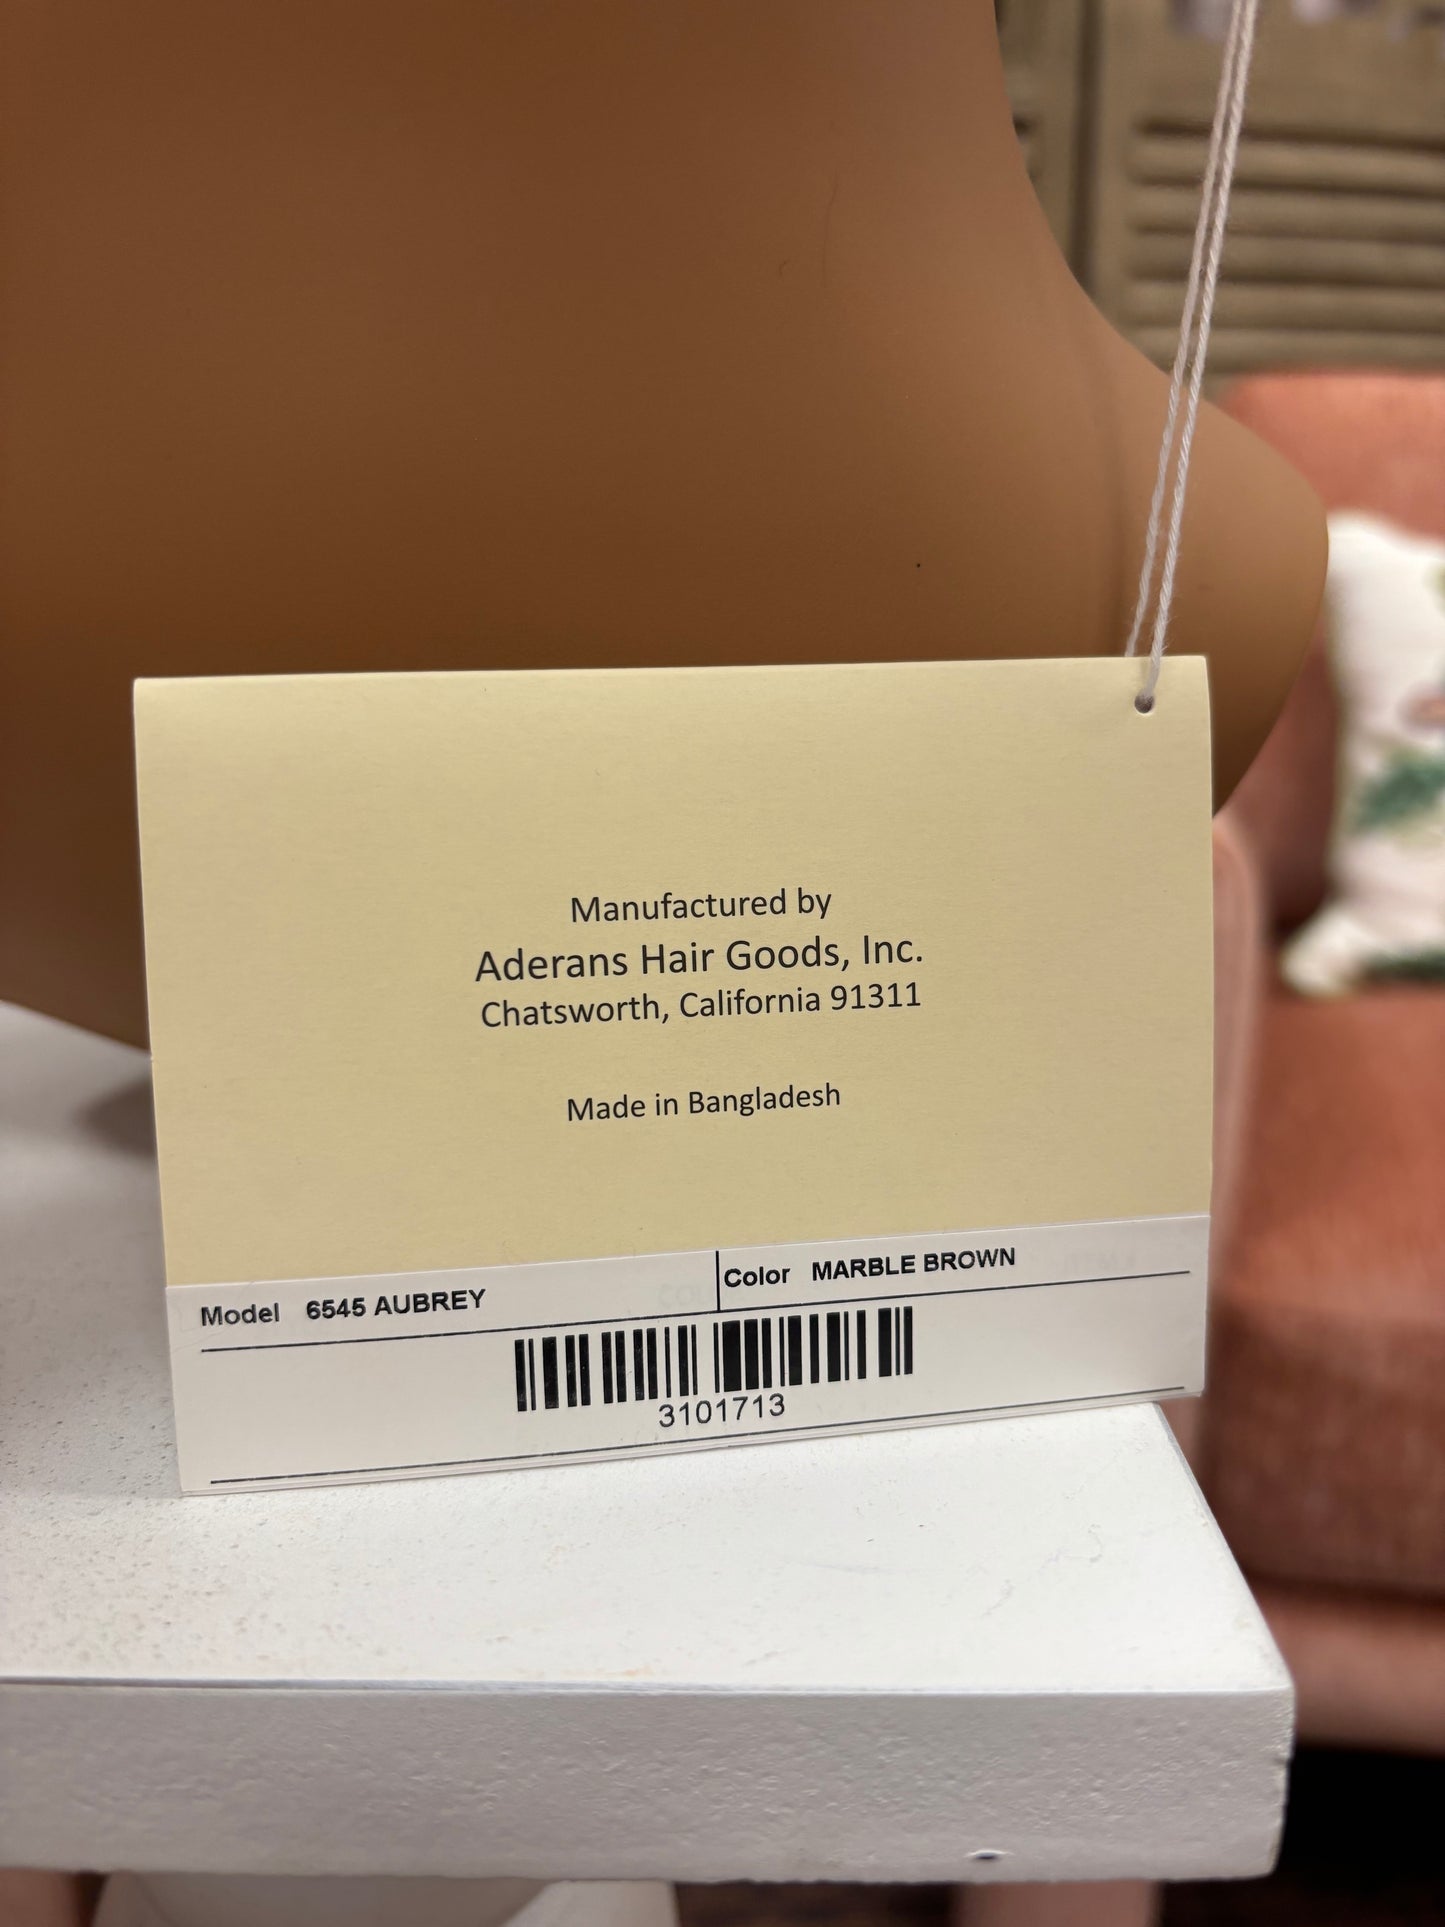 Manufactured by
Aderans Hair Goods, Inc.
Chatsworth, California 91311
Made in Bangladesh
Model 6545 AUBREY Color MARBLE BROWN
3101713